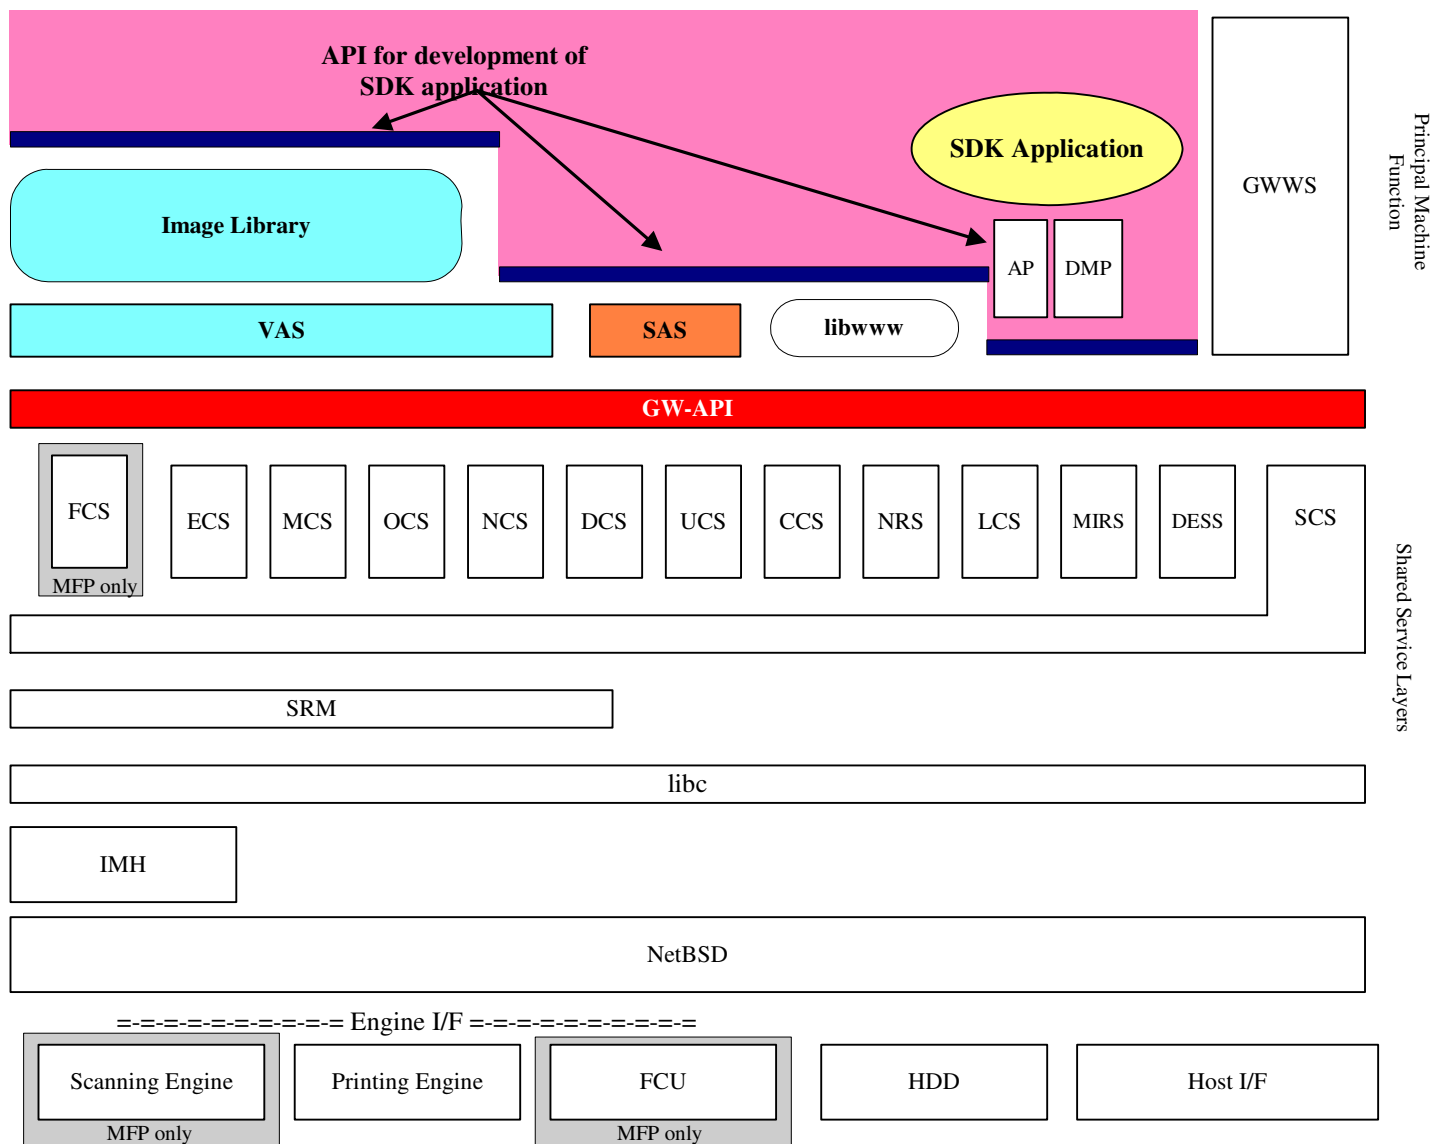 API for development of
SDK application
SDK Application
GWWS
Principal Machine
Function
Image Library
AP
DMP
VAS
SAS
libwww
GW-API
FCS
MFP only
ECS
MCS
OCS
NCS
DCS
UCS
CCS
NRS
LCS
MIRS
DESS
SCS
Shared Service Layers
SRM
libc
IMH
NetBSD
=-=-=-=-=-=-=-=-=-= Engine I/F =-=-=-=-=-=-=-=-=-=
Scanning Engine
MFP only
Printing Engine
FCU
MFP only
HDD
Host I/F